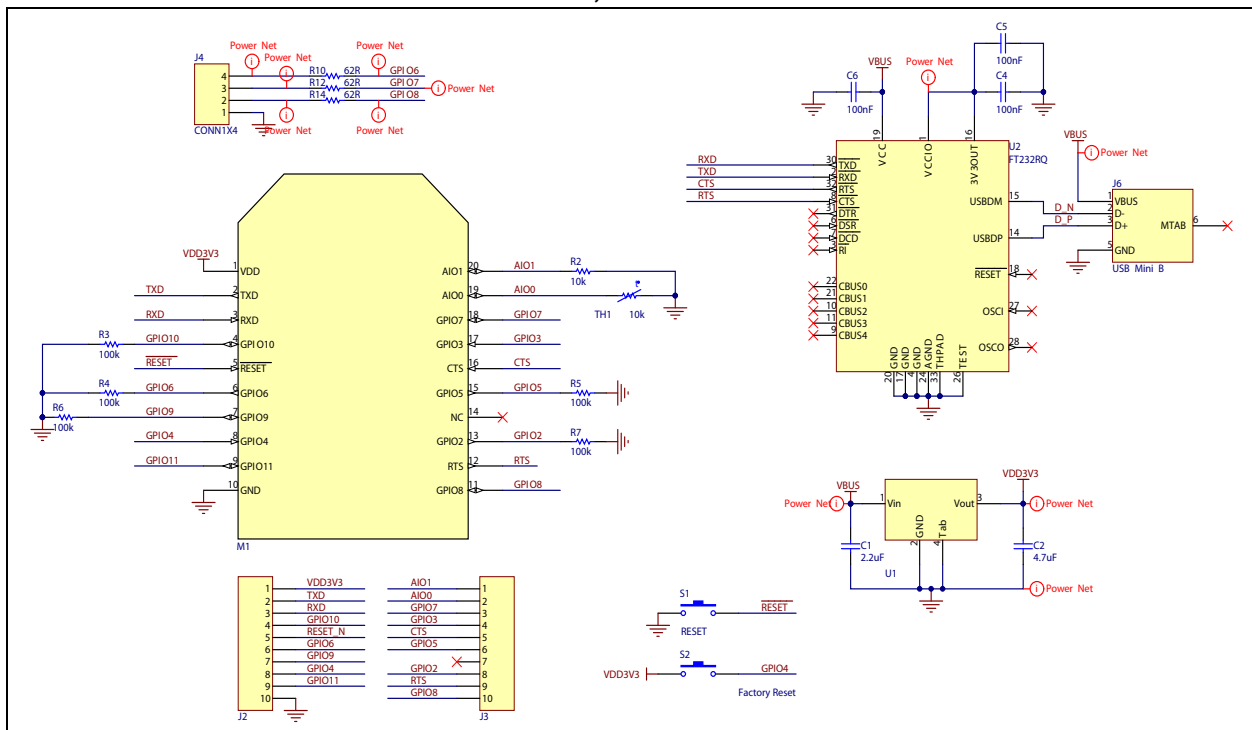 J4
4
3
2
1
CONN1X4
Power Net
Power Net
Power Net
Power Net
Power Net
Power Net
R10 62R GPIO6
R12 62R GPIO7
R14 62R GPIO8
VDD3V3
1 VDD
TXD 2 TXD
RXD 3 RXD
R3 100k GPIO10 4 GPIO10
RESET 5 RESET
R4 100k GPIO6 6 GPIO6
R6 100k GPIO9 7 GPIO9
GPIO4 8 GPIO4
GPIO11 9 GPIO11
10 GND
AIO1 20 AIO1 R2 10k
AIO0 19 AIO0 TH1 t° 10k
GPIO7 18 GPIO7
GPIO3 17 GPIO3
CTS 16 CTS
GPIO5 15 GPIO5 R5 100k
NC 14
GPIO2 13 GPIO2 R7 100k
RTS 12 RTS
GPIO8 11 GPIO8
M1
C5
100nF
C4
100nF
C6
100nF
VBUS
Power Net
19 VCC
1 VCCIO
16 3V3OUT
U2
FT232RQ
RXD 30 TXD
TXD 2 RXD
CTS 32 RTS
RTS 8 CTS
31 DTR
6 DSR
7 DCD
3 RI
22 CBUS0
21 CBUS1
10 CBUS2
11 CBUS3
9 CBUS4
USBDM 15 D_N
USBDP 14 D_P
RESET 18
OSCI 27
OSCO 28
20 GND
17 GND
4 GND
24 AGND
33 THPAD
26 TEST
VBUS
Power Net
J6
1 VBUS
2 D-
3 D+
5 GND
MTAB 6
USB Mini B
VBUS
Power Net
1 Vin
Vout 3
2 GND
4 Tab
U1
VDD3V3
Power Net
C1
2.2uF
C2
4.7uF
Power Net
1 VDD3V3
2 TXD
3 RXD
4 GPIO10
5 RESET_N
6 GPIO6
7 GPIO9
8 GPIO4
9 GPIO11
10
J2
AIO1 1
AIO0 2
GPIO7 3
GPIO3 4
CTS 5
GPIO5 6
7
GPIO2 8
RTS 9
GPIO8 10
J3
S1
RESET
RESET
S2
VDD3V3
GPIO4
Factory Reset